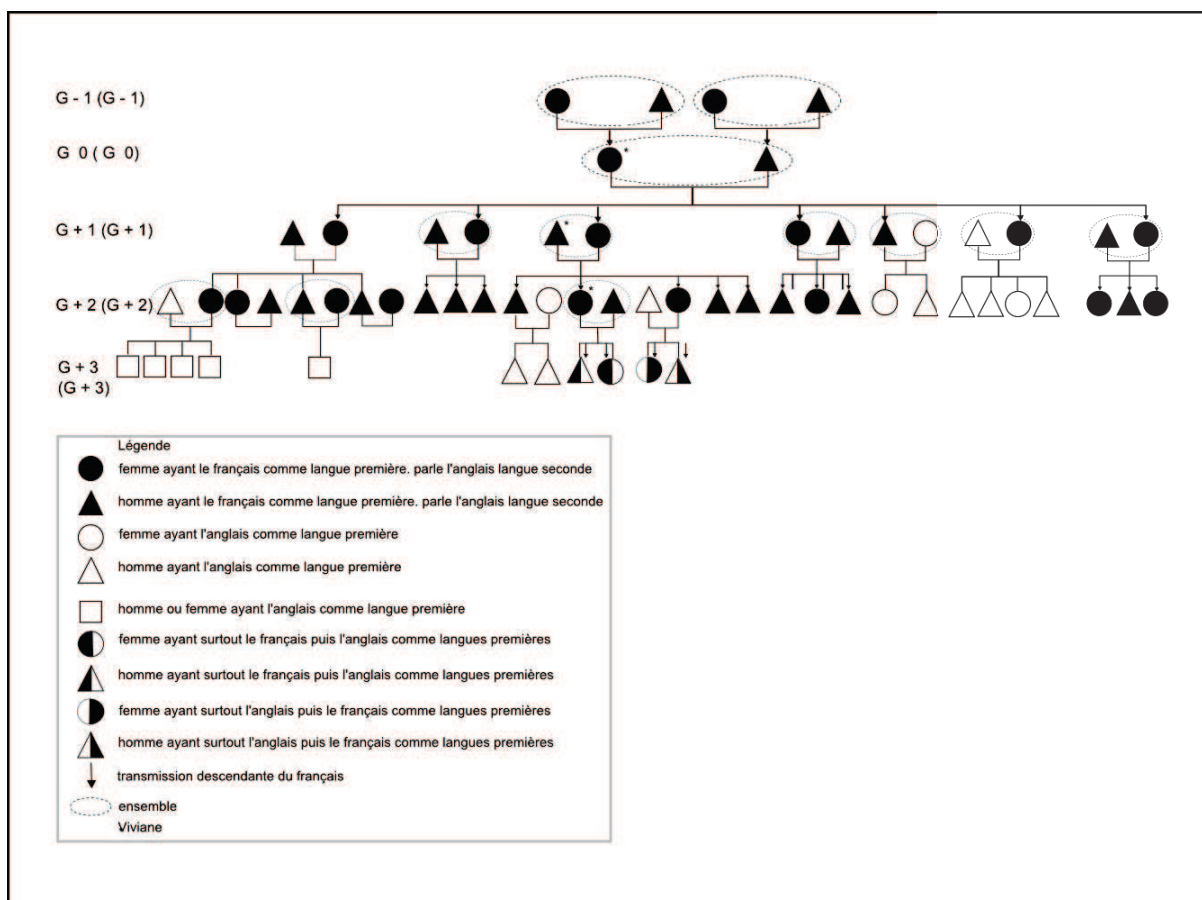 G - 1 (G - 1)
G 0 ( G 0)
*
G + 1 (G + 1)
*
G + 2 (G + 2)
*
G + 3
(G + 3)
Légende
femme ayant le français comme langue première. parle l'anglais langue seconde
homme ayant le français comme langue première. parle l'anglais langue seconde
femme ayant l'anglais comme langue première
homme ayant l'anglais comme langue première
homme ou femme ayant l'anglais comme langue première
femme ayant surtout le français puis l'anglais comme langues premières
homme ayant surtout le français puis l'anglais comme langues premières
femme ayant surtout l'anglais puis le français comme langues premières
homme ayant surtout l'anglais puis le français comme langues premières
transmission descendante du français
ensemble
Viviane